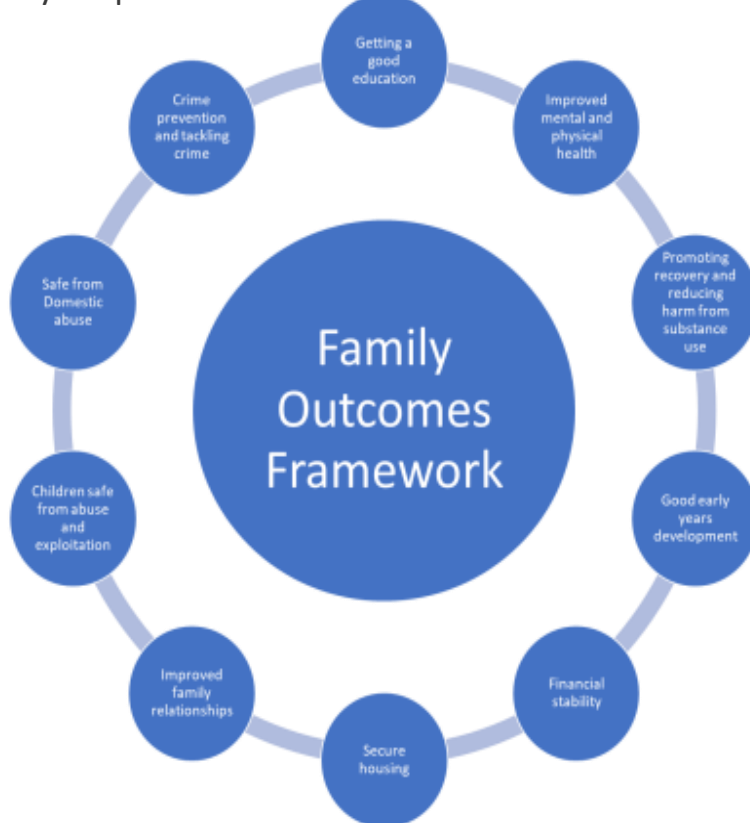 Getting a
good
education
Improved
mental and
physical
health
Promoting
recovery and
reducing
harm from
substance
use
Good early
years
development
Financial
stability
Secure
housing
Improved
family
relationships
Children safe
from abuse
and
exploitation
Safe from
Domestic
abuse
Crime
prevention
and tackling
crime
Family
Outcomes
Framework